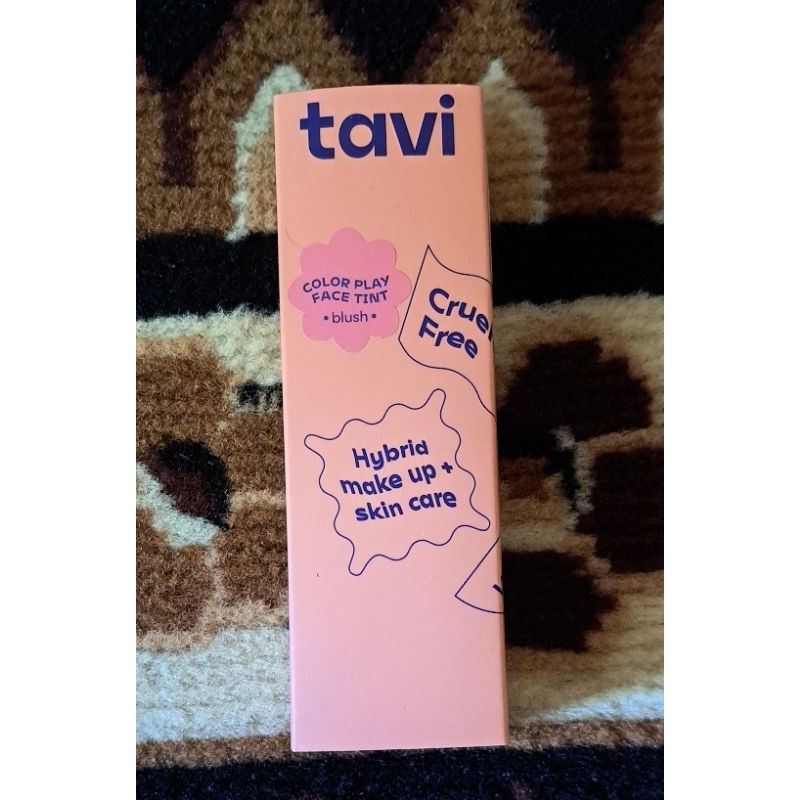 tavi
COLOR PLAY
FACE TINT
• blush •
Cruel
Free
Hybrid
make up +
skin care